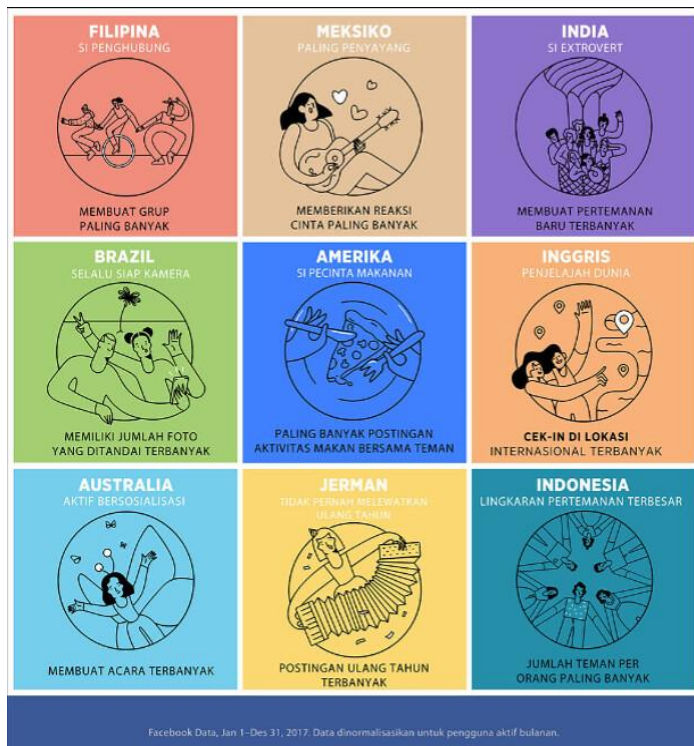 FILIPINA
SI PENGHUBUNG
MEMBUAT GRUP
PALING BANYAK
MEKSIKO
PALING PENYAYANG
MEMBERIKAN REAKSI
CINTA PALING BANYAK
INDIA
SI EXTROVERT
MEMBUAT PERTEMANAN
BARU TERBANYAK
BRAZIL
SELALU SIAP KAMERA
MEMILIKI JUMLAH FOTO
YANG DITANDAI TERBANYAK
AMERIKA
SI PECINTA MAKANAN
PALING BANYAK POSTINGAN
AKTIVITAS MAKAN BERSAMA TEMAN
INGGRIS
PENJELAJAH DUNIA
CEK-IN DI LOKASI
INTERNASIONAL TERBANYAK
AUSTRALIA
AKTIF BERSOSIALISASI
MEMBUAT ACARA TERBANYAK
JERMAN
TIDAK PERNAH MELEWATKAN
ULANG TAHUN
POSTINGAN ULANG TAHUN
TERBANYAK
INDONESIA
LINGKARAN PERTEMANAN TERBESAR
JUMLAH TEMAN PER
ORANG PALING BANYAK
Facebook Data, Jan 1–Des 31, 2017. Data dinormalisasikan untuk pengguna aktif bulanan.